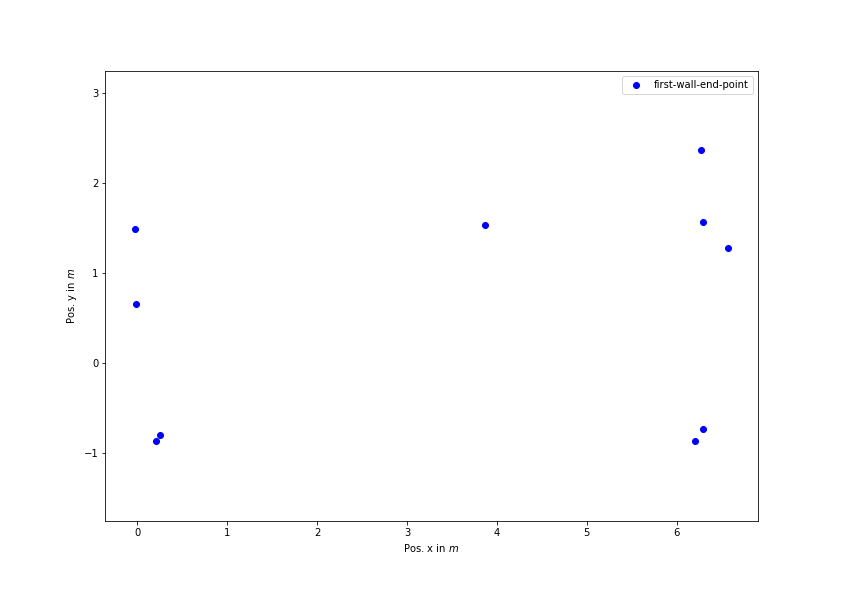 first-wall-end-point
3
2
1
0
−1
Pos. y in m
0 1 2 3 4 5 6
Pos. x in m